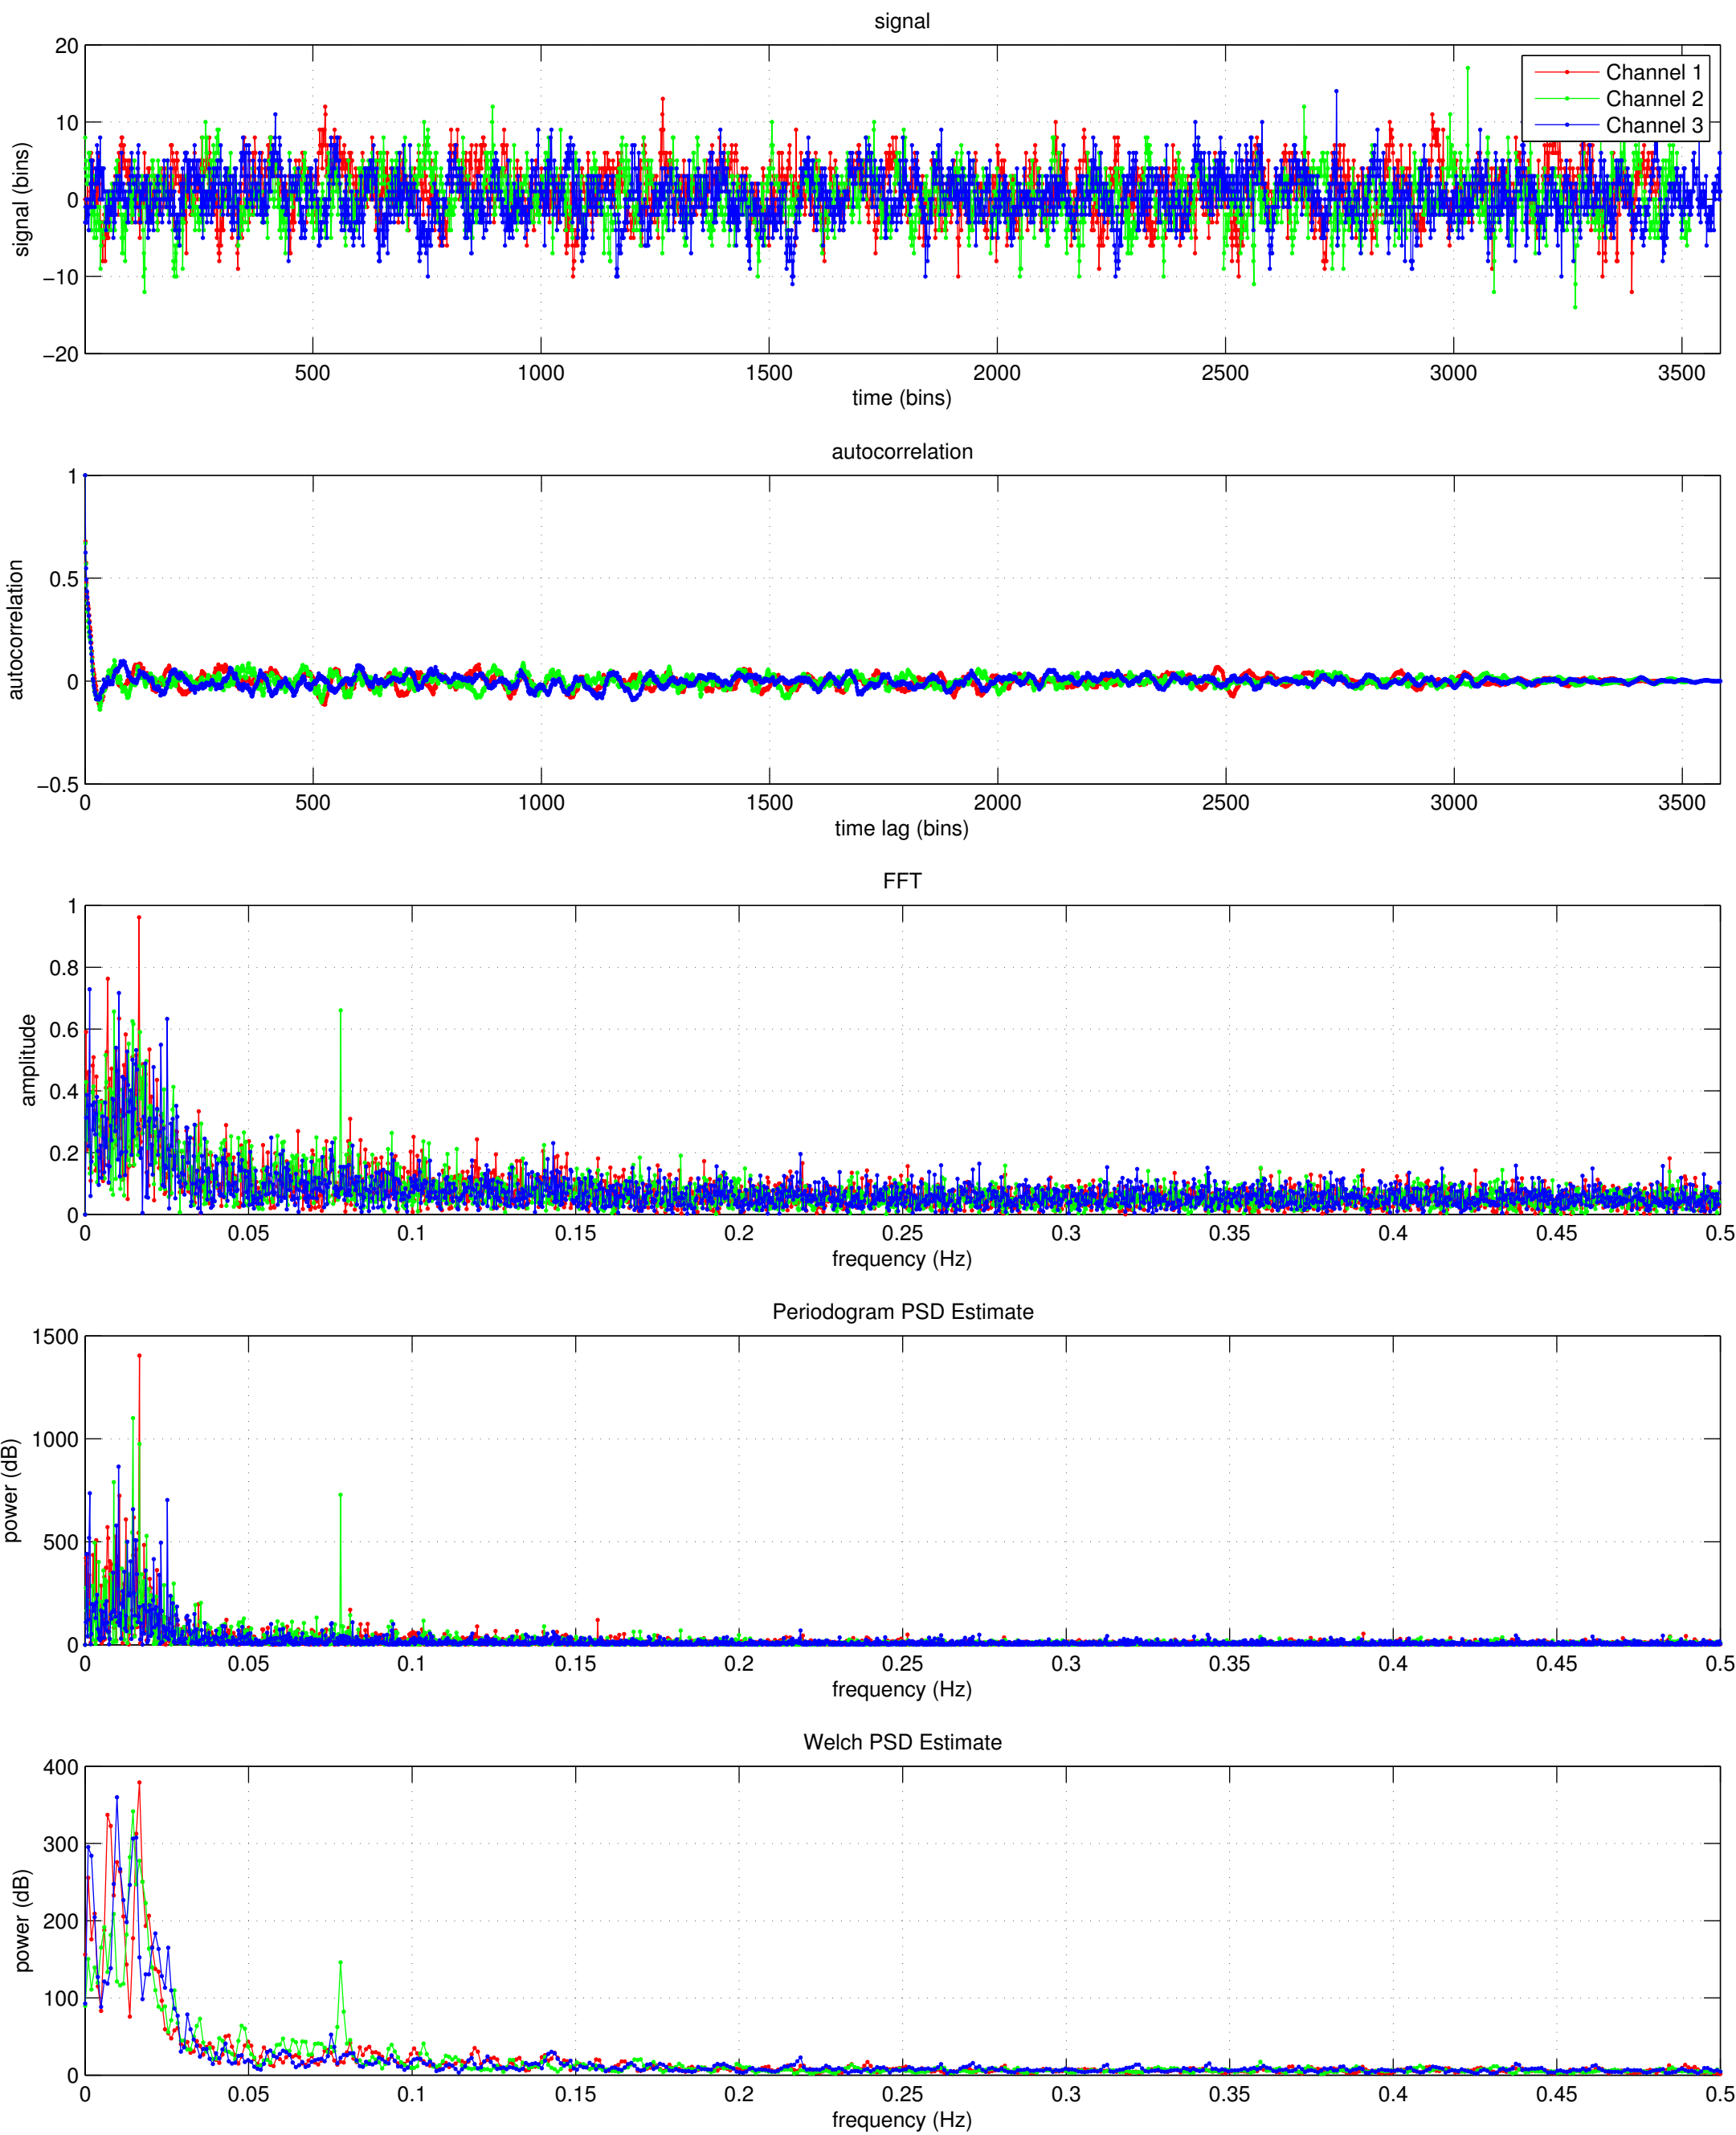 signal
20
10
0
−10
−20
signal (bins)
Channel 1
Channel 2
Channel 3
500 1000 1500 2000 2500 3000 3500
time (bins)
autocorrelation
1
0.5
0
−0.5
autocorrelation
0 500 1000 1500 2000 2500 3000 3500
time lag (bins)
FFT
1
0.8
0.6
0.4
0.2
0
amplitude
0 0.05 0.1 0.15 0.2 0.25 0.3 0.35 0.4 0.45 0.5
frequency (Hz)
Periodogram PSD Estimate
1500
1000
500
0
power (dB)
0 0.05 0.1 0.15 0.2 0.25 0.3 0.35 0.4 0.45 0.5
frequency (Hz)
Welch PSD Estimate
400
300
200
100
0
power (dB)
0 0.05 0.1 0.15 0.2 0.25 0.3 0.35 0.4 0.45 0.5
frequency (Hz)